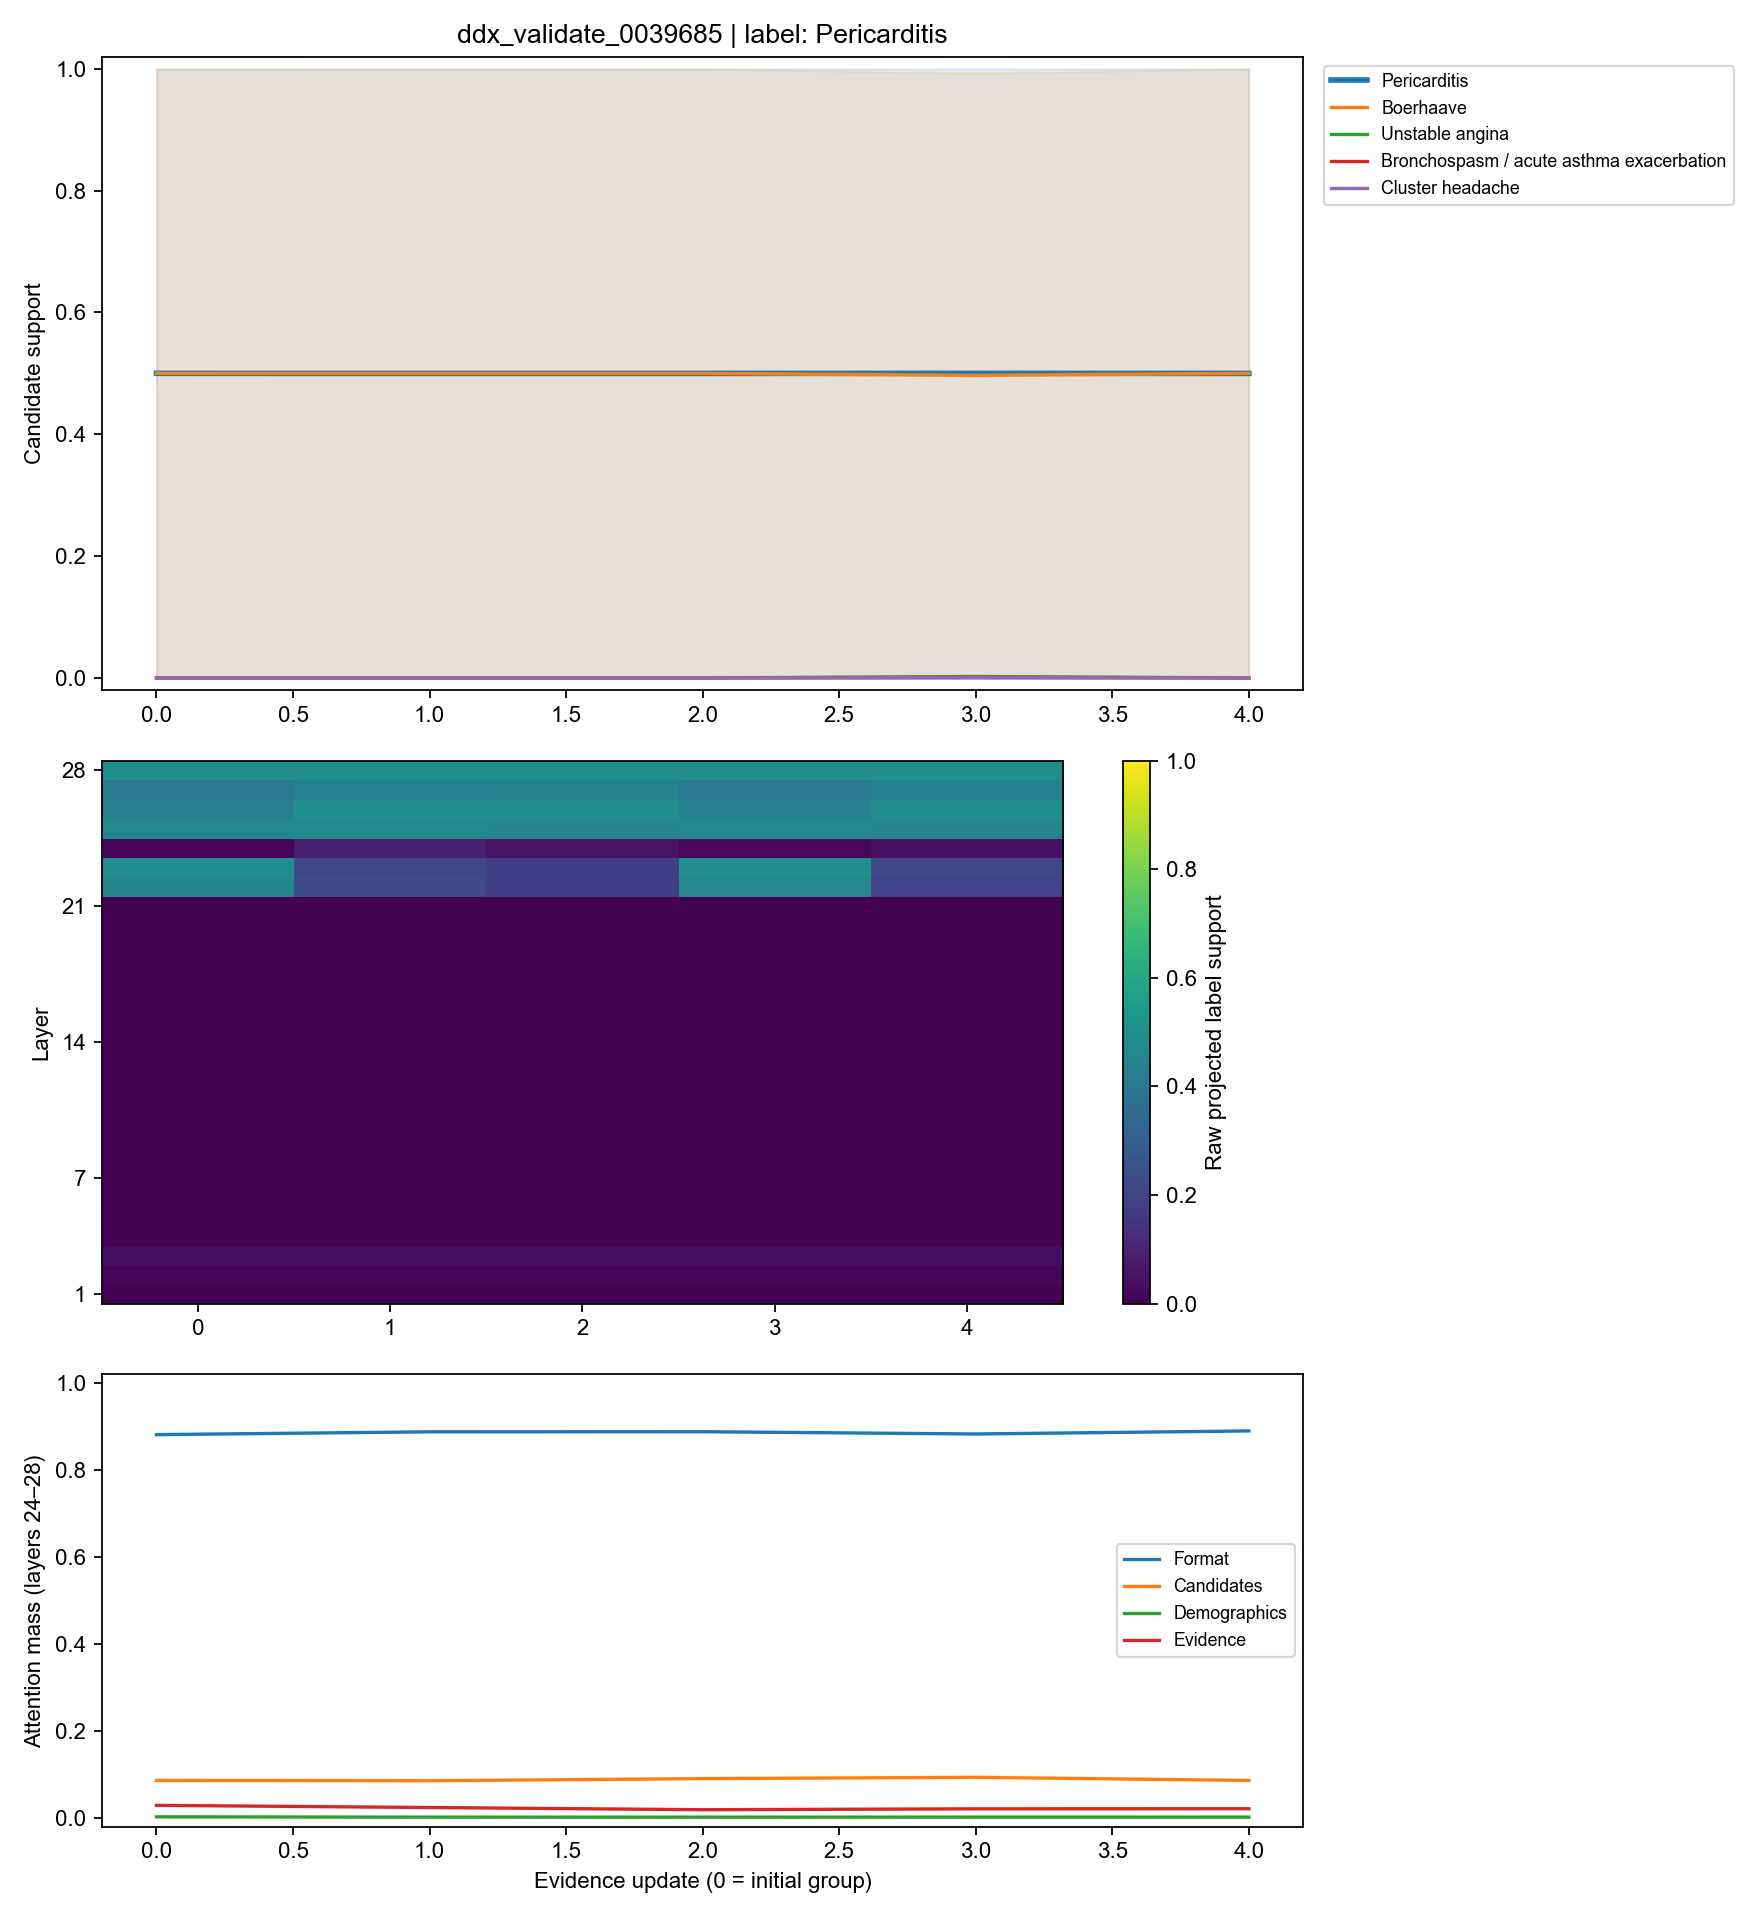 ddx_validate_0039685 | label: Pericarditis
Candidate support
1.0
0.8
0.6
0.4
0.2
0.0
0.0 0.5 1.0 1.5 2.0 2.5 3.0 3.5 4.0
Pericarditis
Boerhaave
Unstable angina
Bronchospasm / acute asthma exacerbation
Cluster headache
Layer
28
21
14
7
1
0 1 2 3 4
1.0
0.8
0.6
0.4
0.2
0.0
Raw projected label support
Attention mass (layers 24–28)
1.0
0.8
0.6
0.4
0.2
0.0
Format
Candidates
Demographics
Evidence
0.0 0.5 1.0 1.5 2.0 2.5 3.0 3.5 4.0
Evidence update (0 = initial group)